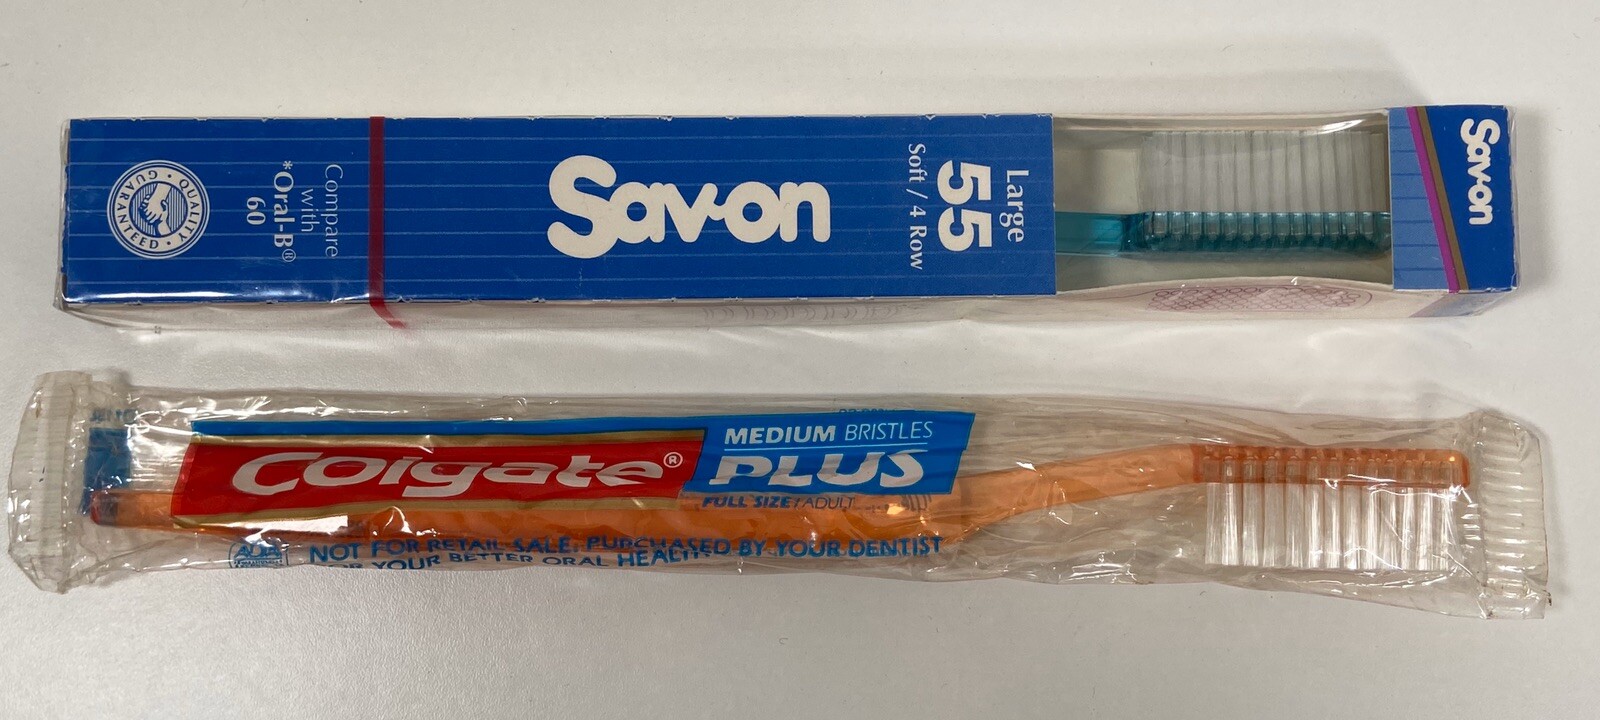 QUALITY • GUARANTEED •
Compare
with
*Oral-B®
60
Sav-on
Large
55
Soft / 4 Row
Sav-on
Colgate®
MEDIUM BRISTLES
PLUS
FULL SIZE / ADULT
ADA
NOT FOR RETAIL SALE. PURCHASED BY YOUR DENTIST
FOR YOUR BETTER ORAL HEALTH